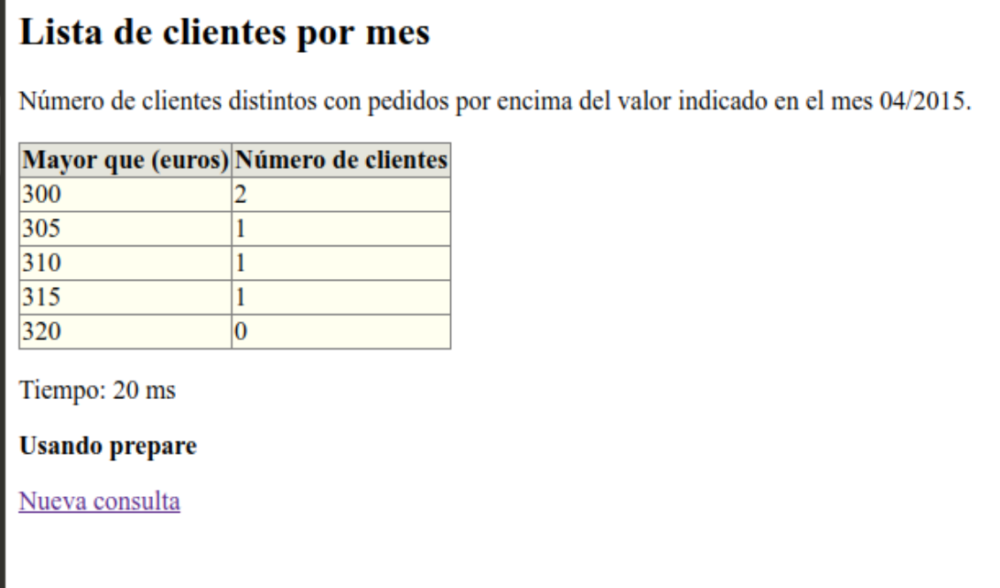 Lista de clientes por mes
Número de clientes distintos con pedidos por encima del valor indicado en el mes 04/2015.
Mayor que (euros) Número de clientes
300 2
305 1
310 1
315 1
320 0
Tiempo: 20 ms
Usando prepare
Nueva consulta